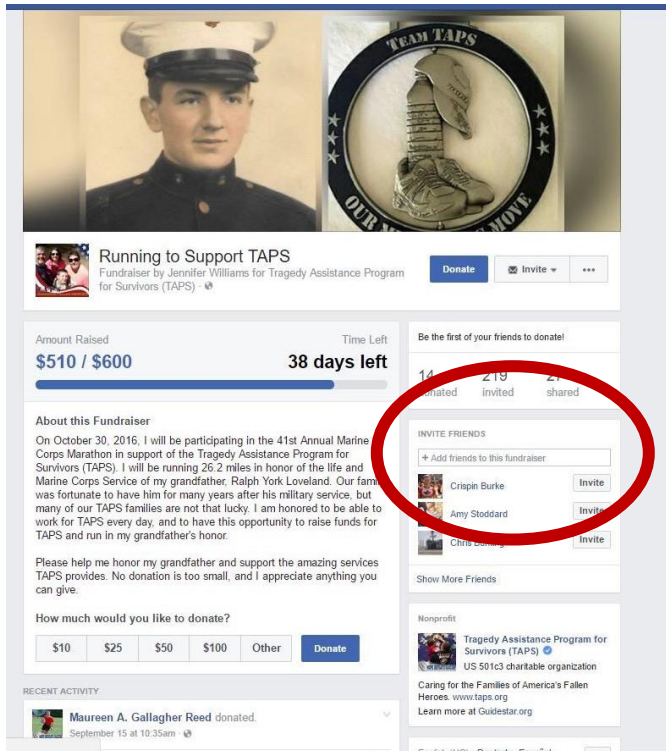 TEAM TAPS
OUR
MOVE
Running to Support TAPS
Fundraiser by Jennifer Williams for Tragedy Assistance Program
for Survivors (TAPS) ·
Donate
Invite
Amount Raised
Time Left
$510 / $600
38 days left
About this Fundraiser
On October 30, 2016, I will be participating in the 41st Annual Marine
Corps Marathon in support of the Tragedy Assistance Program for
Survivors (TAPS). I will be running 26.2 miles in honor of the life and
Marine Corps Service of my grandfather, Ralph York Loveland. Our
was fortunate to have him for many years after his military service, but
many of our TAPS families are not that lucky. I am honored to be able to
work for TAPS every day, and to have this opportunity to raise funds for
TAPS and run in my grandfather's honor.
Please help me honor my grandfather and support the amazing services
TAPS provides. No donation is too small, and I appreciate anything you
can give.
How much would you like to donate?
$10
$25
$50
$100
Other
Donate
RECENT ACTIVITY
Maureen A. Gallagher Reed donated.
September 15 at 10:35am ·
Be the first of your friends to donate!
14
219
donated
invited
shared
INVITE FRIENDS
+ Add friends to this fundraiser
Crispin Burke
Invite
Amy Stoddard
Invite
Chris
Invite
Show More Friends
Nonprofit
Tragedy Assistance Program for
Survivors (TAPS)
US 501c3 charitable organization
Caring for the Families of America's Fallen
Heroes. www.taps.org
Learn more at Guidestar.org